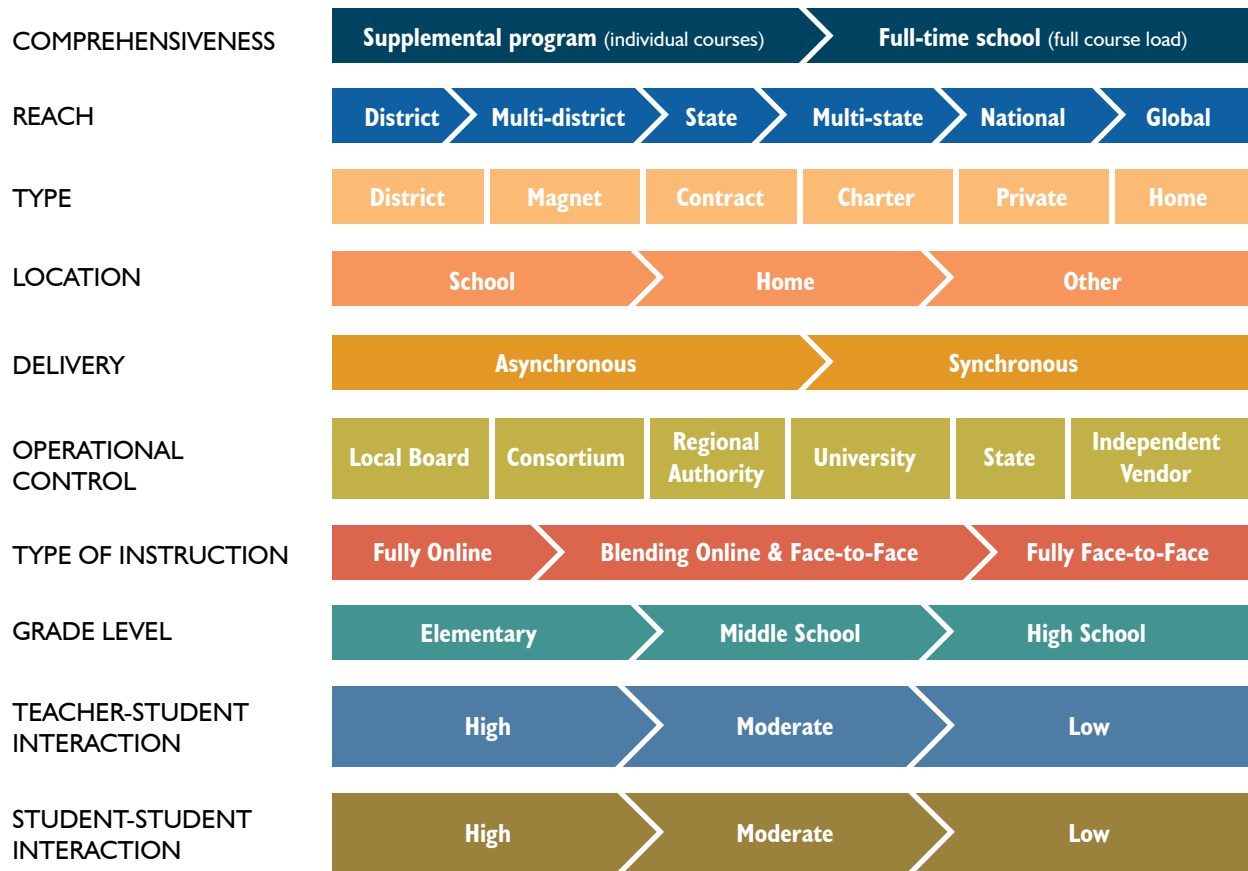 COMPREHENSIVENESS Supplemental program (individual courses) Full-time school (full course load)
REACH District Multi-district State Multi-state National Global
TYPE District Magnet Contract Charter Private Home
LOCATION School Home Other
DELIVERY Asynchronous Synchronous
OPERATIONAL
CONTROL
Local Board Consortium
Regional
Authority
University State
Independent
Vendor
TYPE OF INSTRUCTION Fully Online Blending Online & Face-to-Face Fully Face-to-Face
GRADE LEVEL Elementary Middle School High School
TEACHER-STUDENT
INTERACTION
High Moderate Low
STUDENT-STUDENT
INTERACTION
High Moderate Low